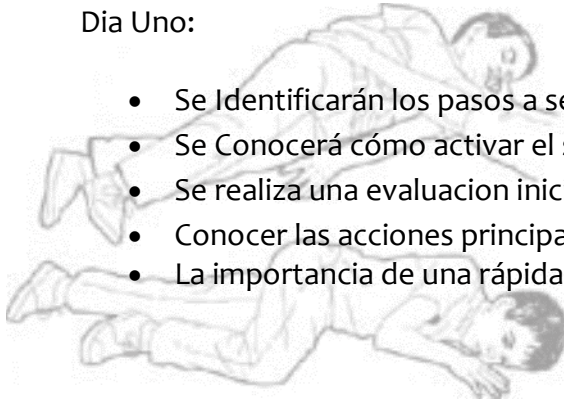 Dia Uno:
• Se Identificarán los pasos a se
• Se Conocerá cómo activar el s
• Se realiza una evaluacion inic
• Conocer las acciones principa
• La importancia de una rápida